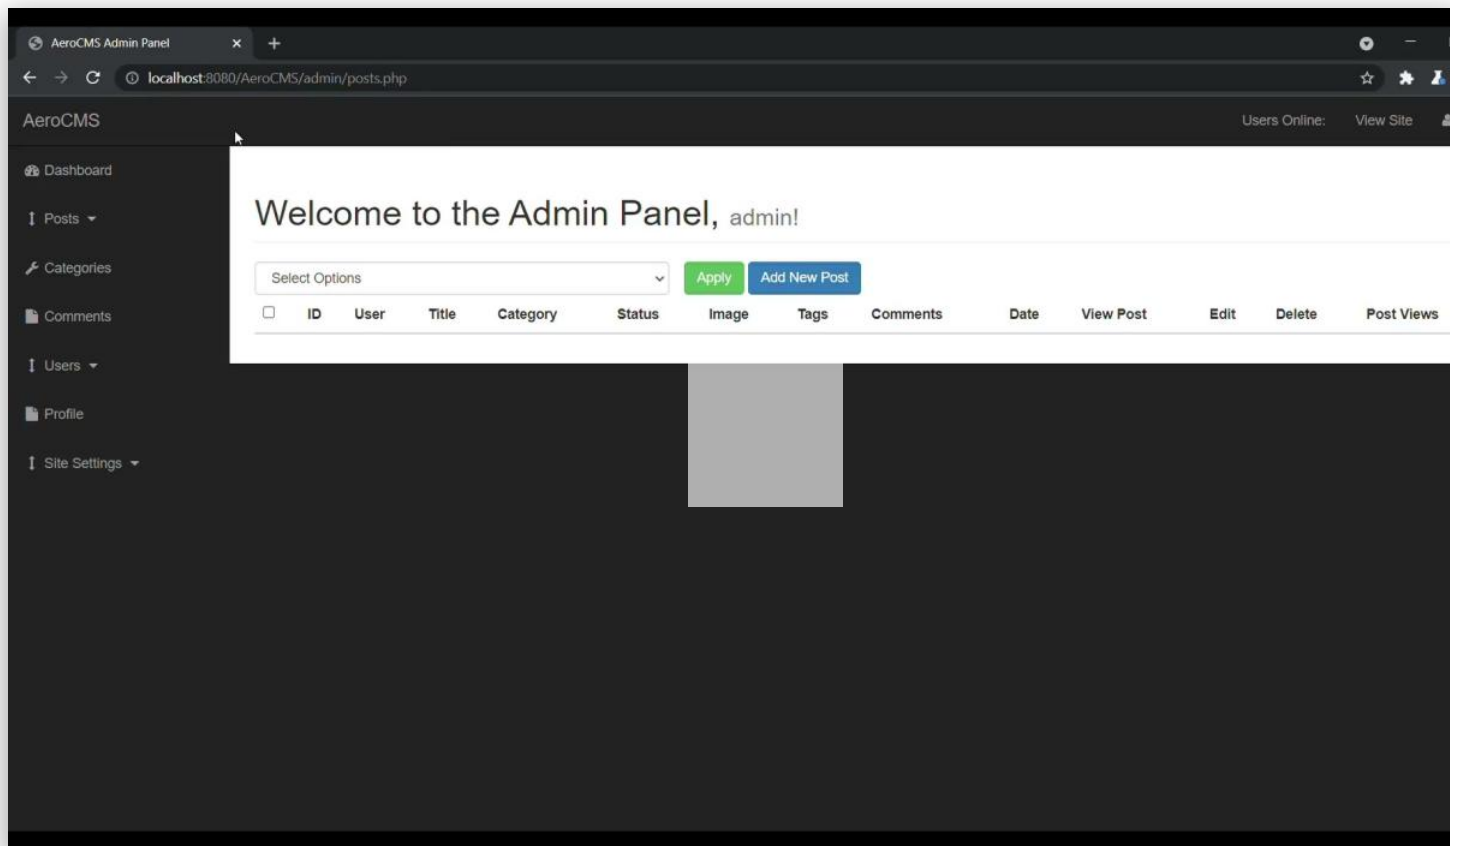 AeroCMS Admin Panel
localhost:8080/AeroCMS/admin/posts.php
AeroCMS
Users Online:
View Site
Dashboard
Posts
Categories
Comments
Users
Profile
Site Settings
Welcome to the Admin Panel, admin!
Select Options
Apply
Add New Post
ID User Title Category Status Image Tags Comments Date View Post Edit Delete Post Views